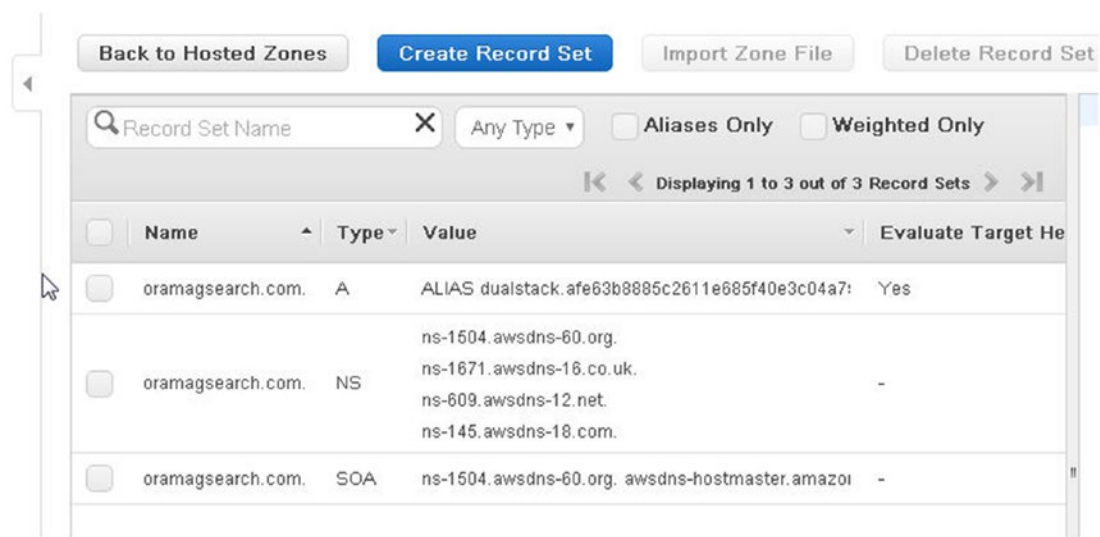 Back to Hosted Zones Create Record Set Import Zone File Delete Record Set
Record Set Name Any Type Aliases Only Weighted Only
Displaying 1 to 3 out of 3 Record Sets
Name Type Value Evaluate Target He
oramagsearch.com. A ALIAS dualstack.afe63b8885c2611e685f40e3c04a7 Yes
ns-1504.awsdns-60.org.
ns-1671.awsdns-16.co.uk.
oramagsearch.com. NS -
ns-609.awsdns-12.net.
ns-145.awsdns-18.com.
oramagsearch.com. SOA ns-1504.awsdns-60.org. awsdns-hostmaster.amazo -